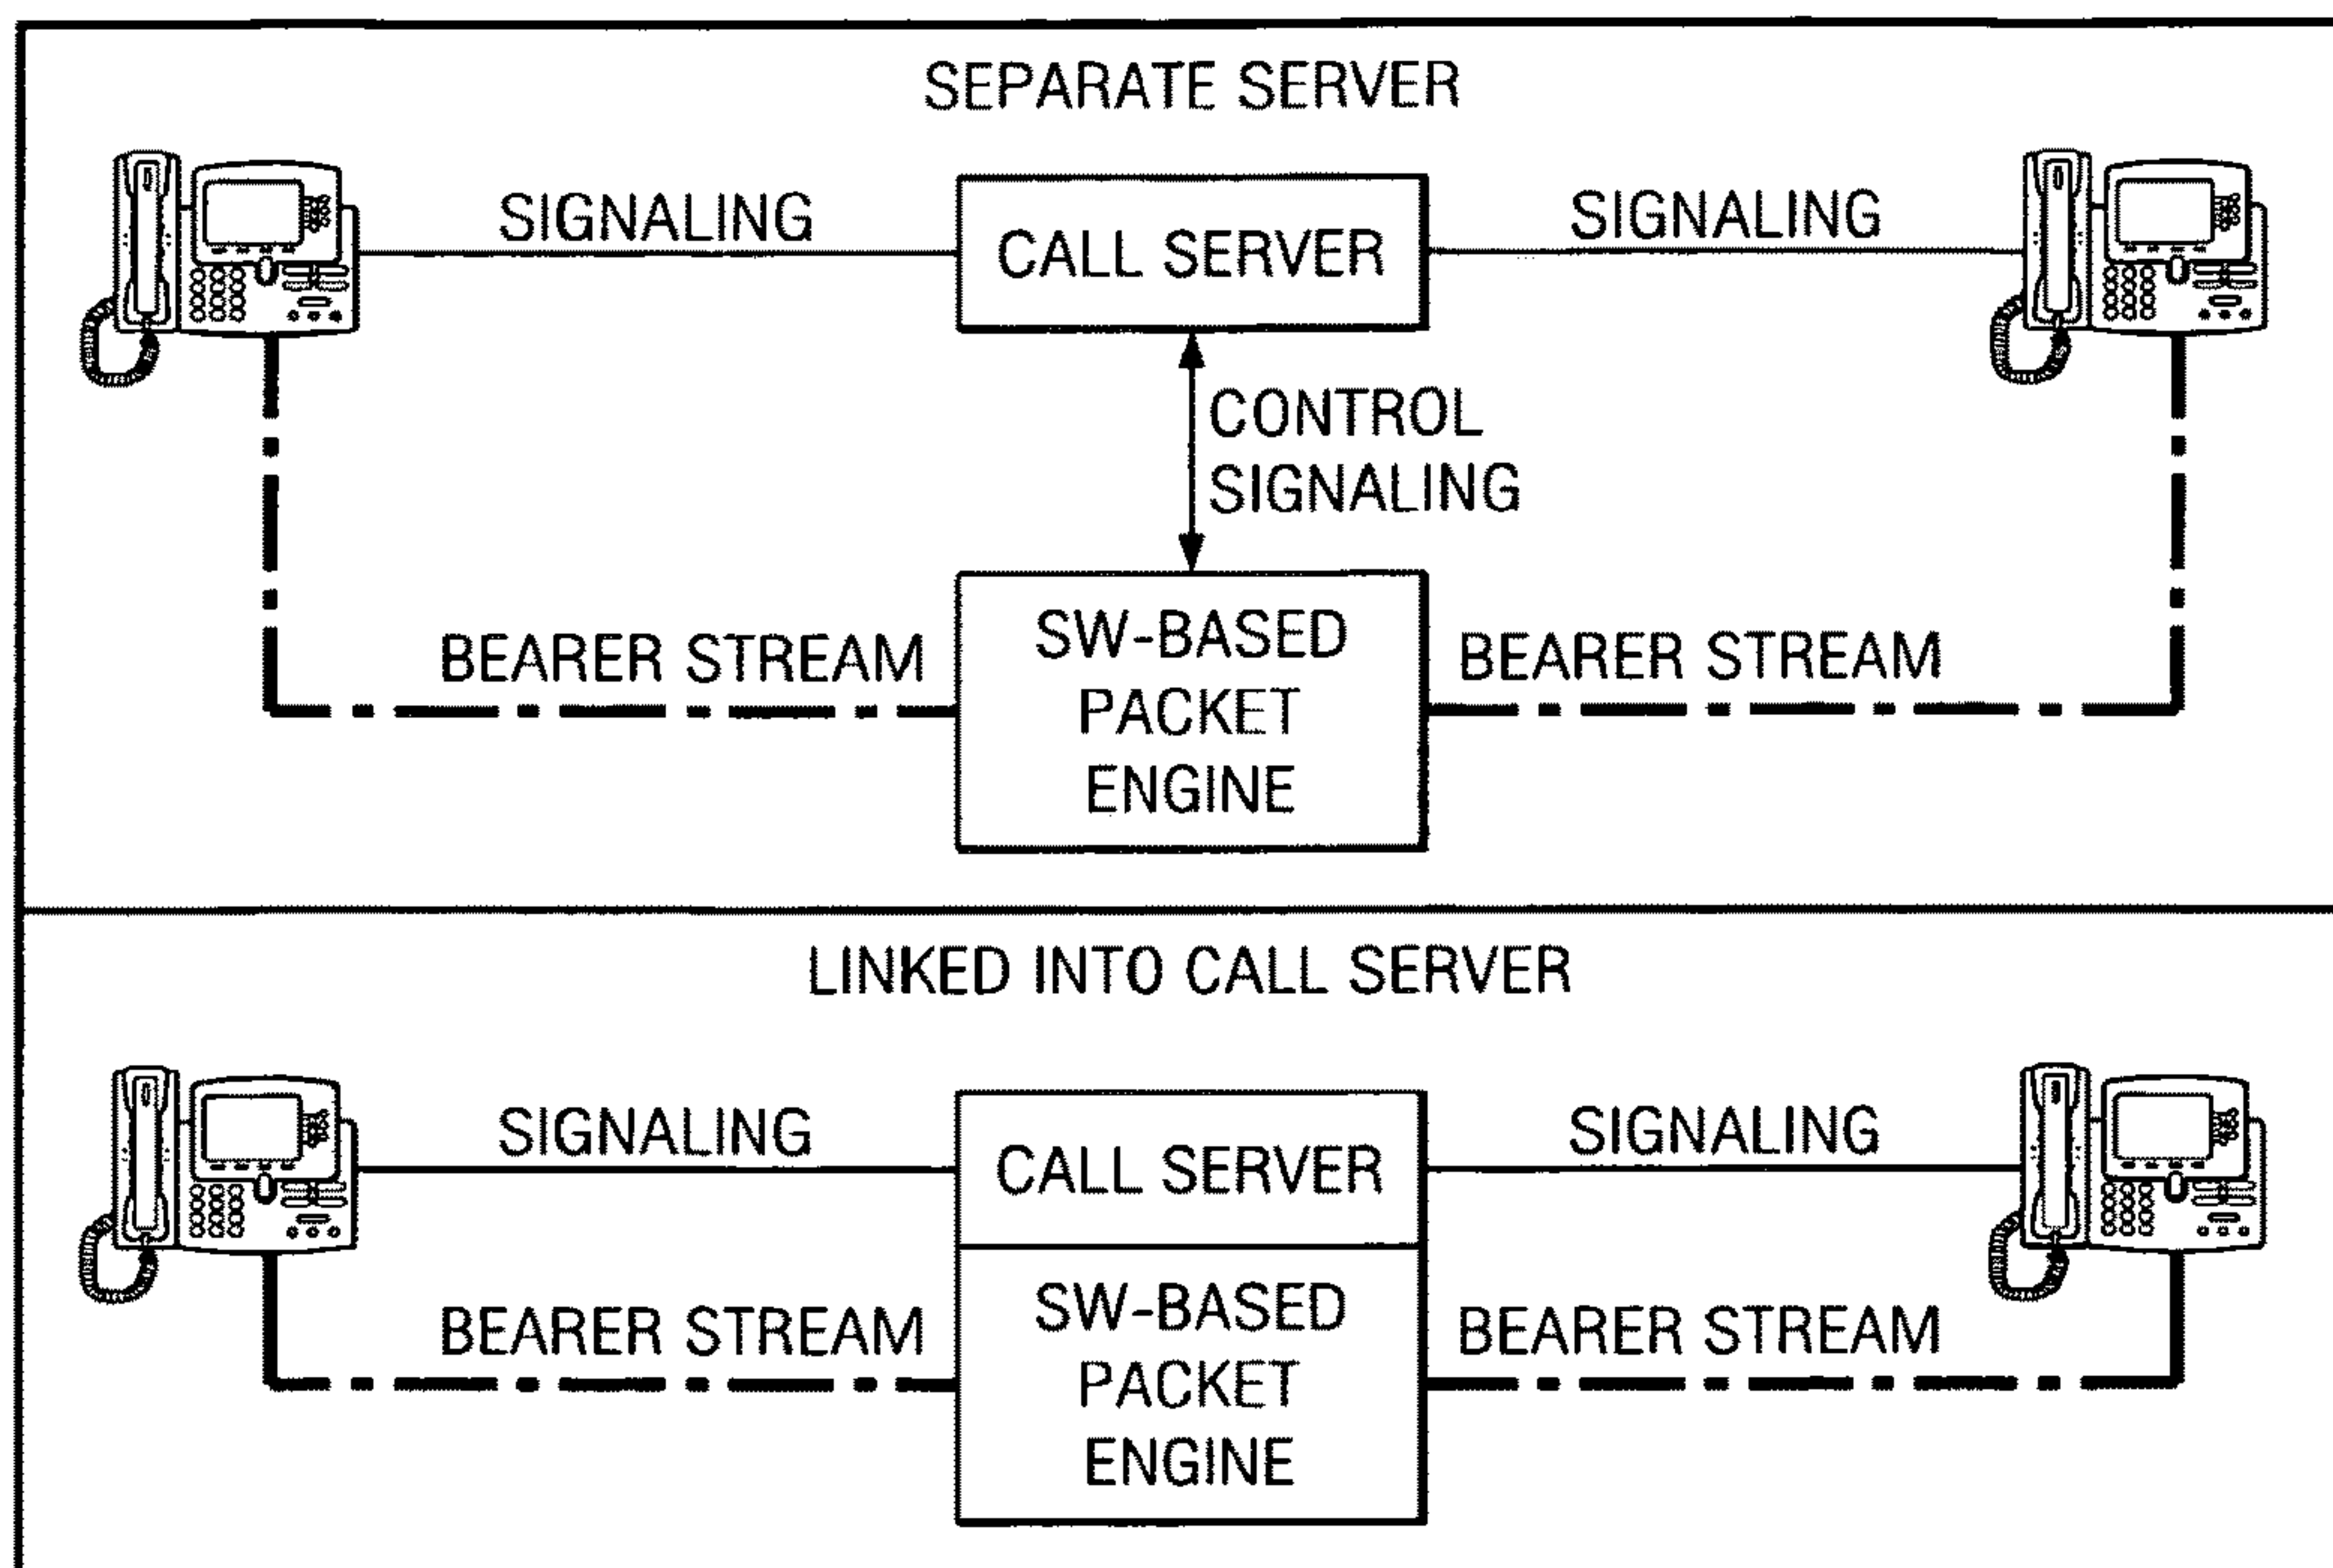 SEPARATE SERVER
SIGNALING
CALL SERVER
SIGNALING
CONTROL
SIGNALING
BEARER STREAM
SW-BASED
PACKET
ENGINE
BEARER STREAM
LINKED INTO CALL SERVER
SIGNALING
CALL SERVER
SIGNALING
BEARER STREAM
SW-BASED
PACKET
ENGINE
BEARER STREAM